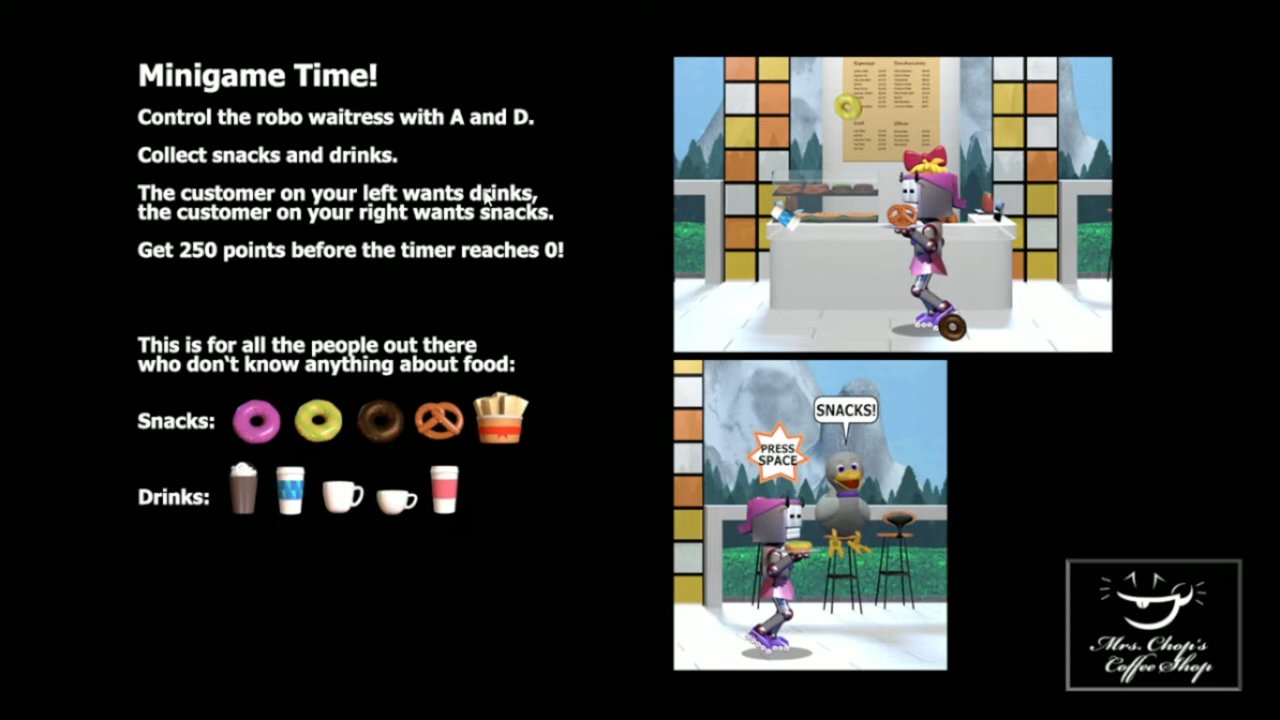 Minigame Time!
Control the robo waitress with A and D.
Collect snacks and drinks.
The customer on your left wants drinks,
the customer on your right wants snacks.
Get 250 points before the timer reaches 0!
This is for all the people out there
who don't know anything about food:
Snacks:
Drinks:
SNACKS!
PRESS
SPACE
Mrs. Chop's
Coffee Shop